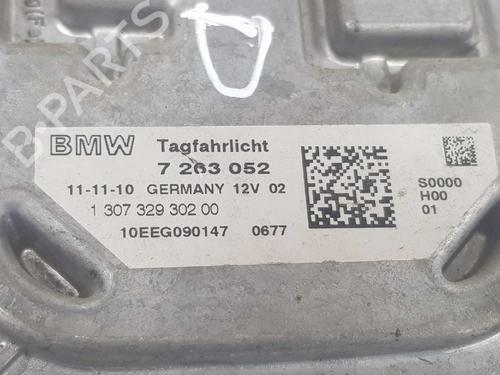 BMW Tagfahrlicht
7 263 052
11-11-10 GERMANY 12V 02
1 307 329 302 00
10EEG090147 0677
S0000
H00
01
B-PARTS